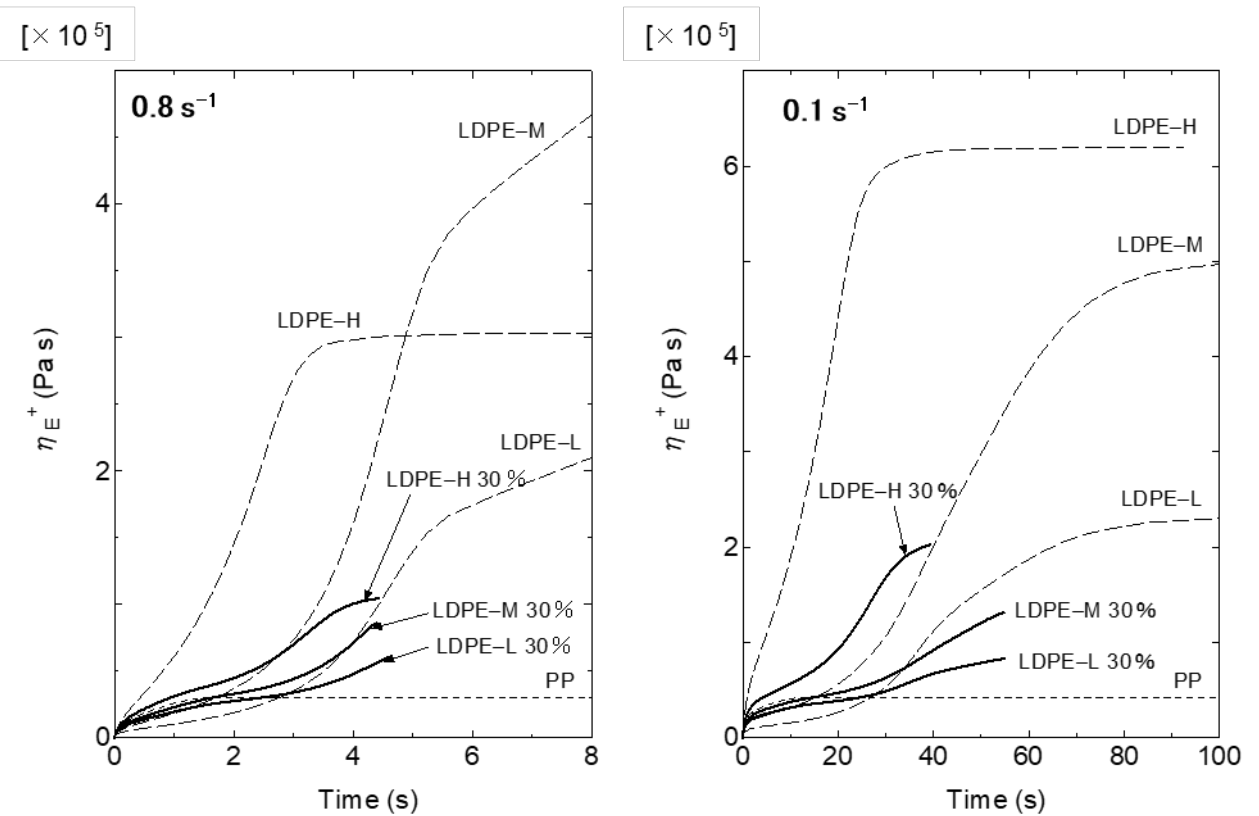 [× 10 5]
0.8 s−1
LDPE–M
4
LDPE–H
ηE+ (Pa s)
LDPE–L
2
LDPE–H 30 %
LDPE–M 30%
LDPE–L 30%
PP
0
0 2 4 6 8
Time (s)
[× 10 5]
0.1 s−1
LDPE–H
6
LDPE–M
4
ηE+ (Pa s)
LDPE–H 30%
LDPE–L
2
LDPE–M 30%
LDPE–L 30%
PP
0
0 20 40 60 80 100
Time (s)